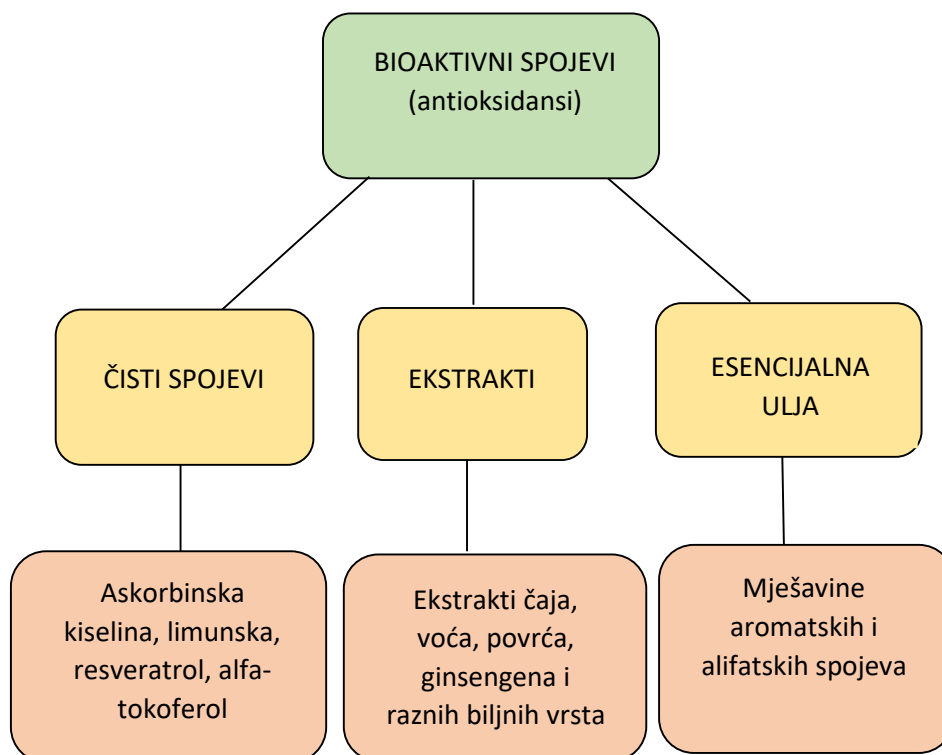 BIOAKTIVNI SPOJEVI
(antioksidansi)
ČISTI SPOJEVI
EKSTRAKTI
ESENCIJALNA
ULJA
Askorbinska
kiselina, limunska,
resveratrol, alfa-
tokoferol
Ekstrakti čaja,
voća, povrća,
ginsengena i
raznih biljnih vrsta
Mješavine
aromatskih i
alifatskih spojeva